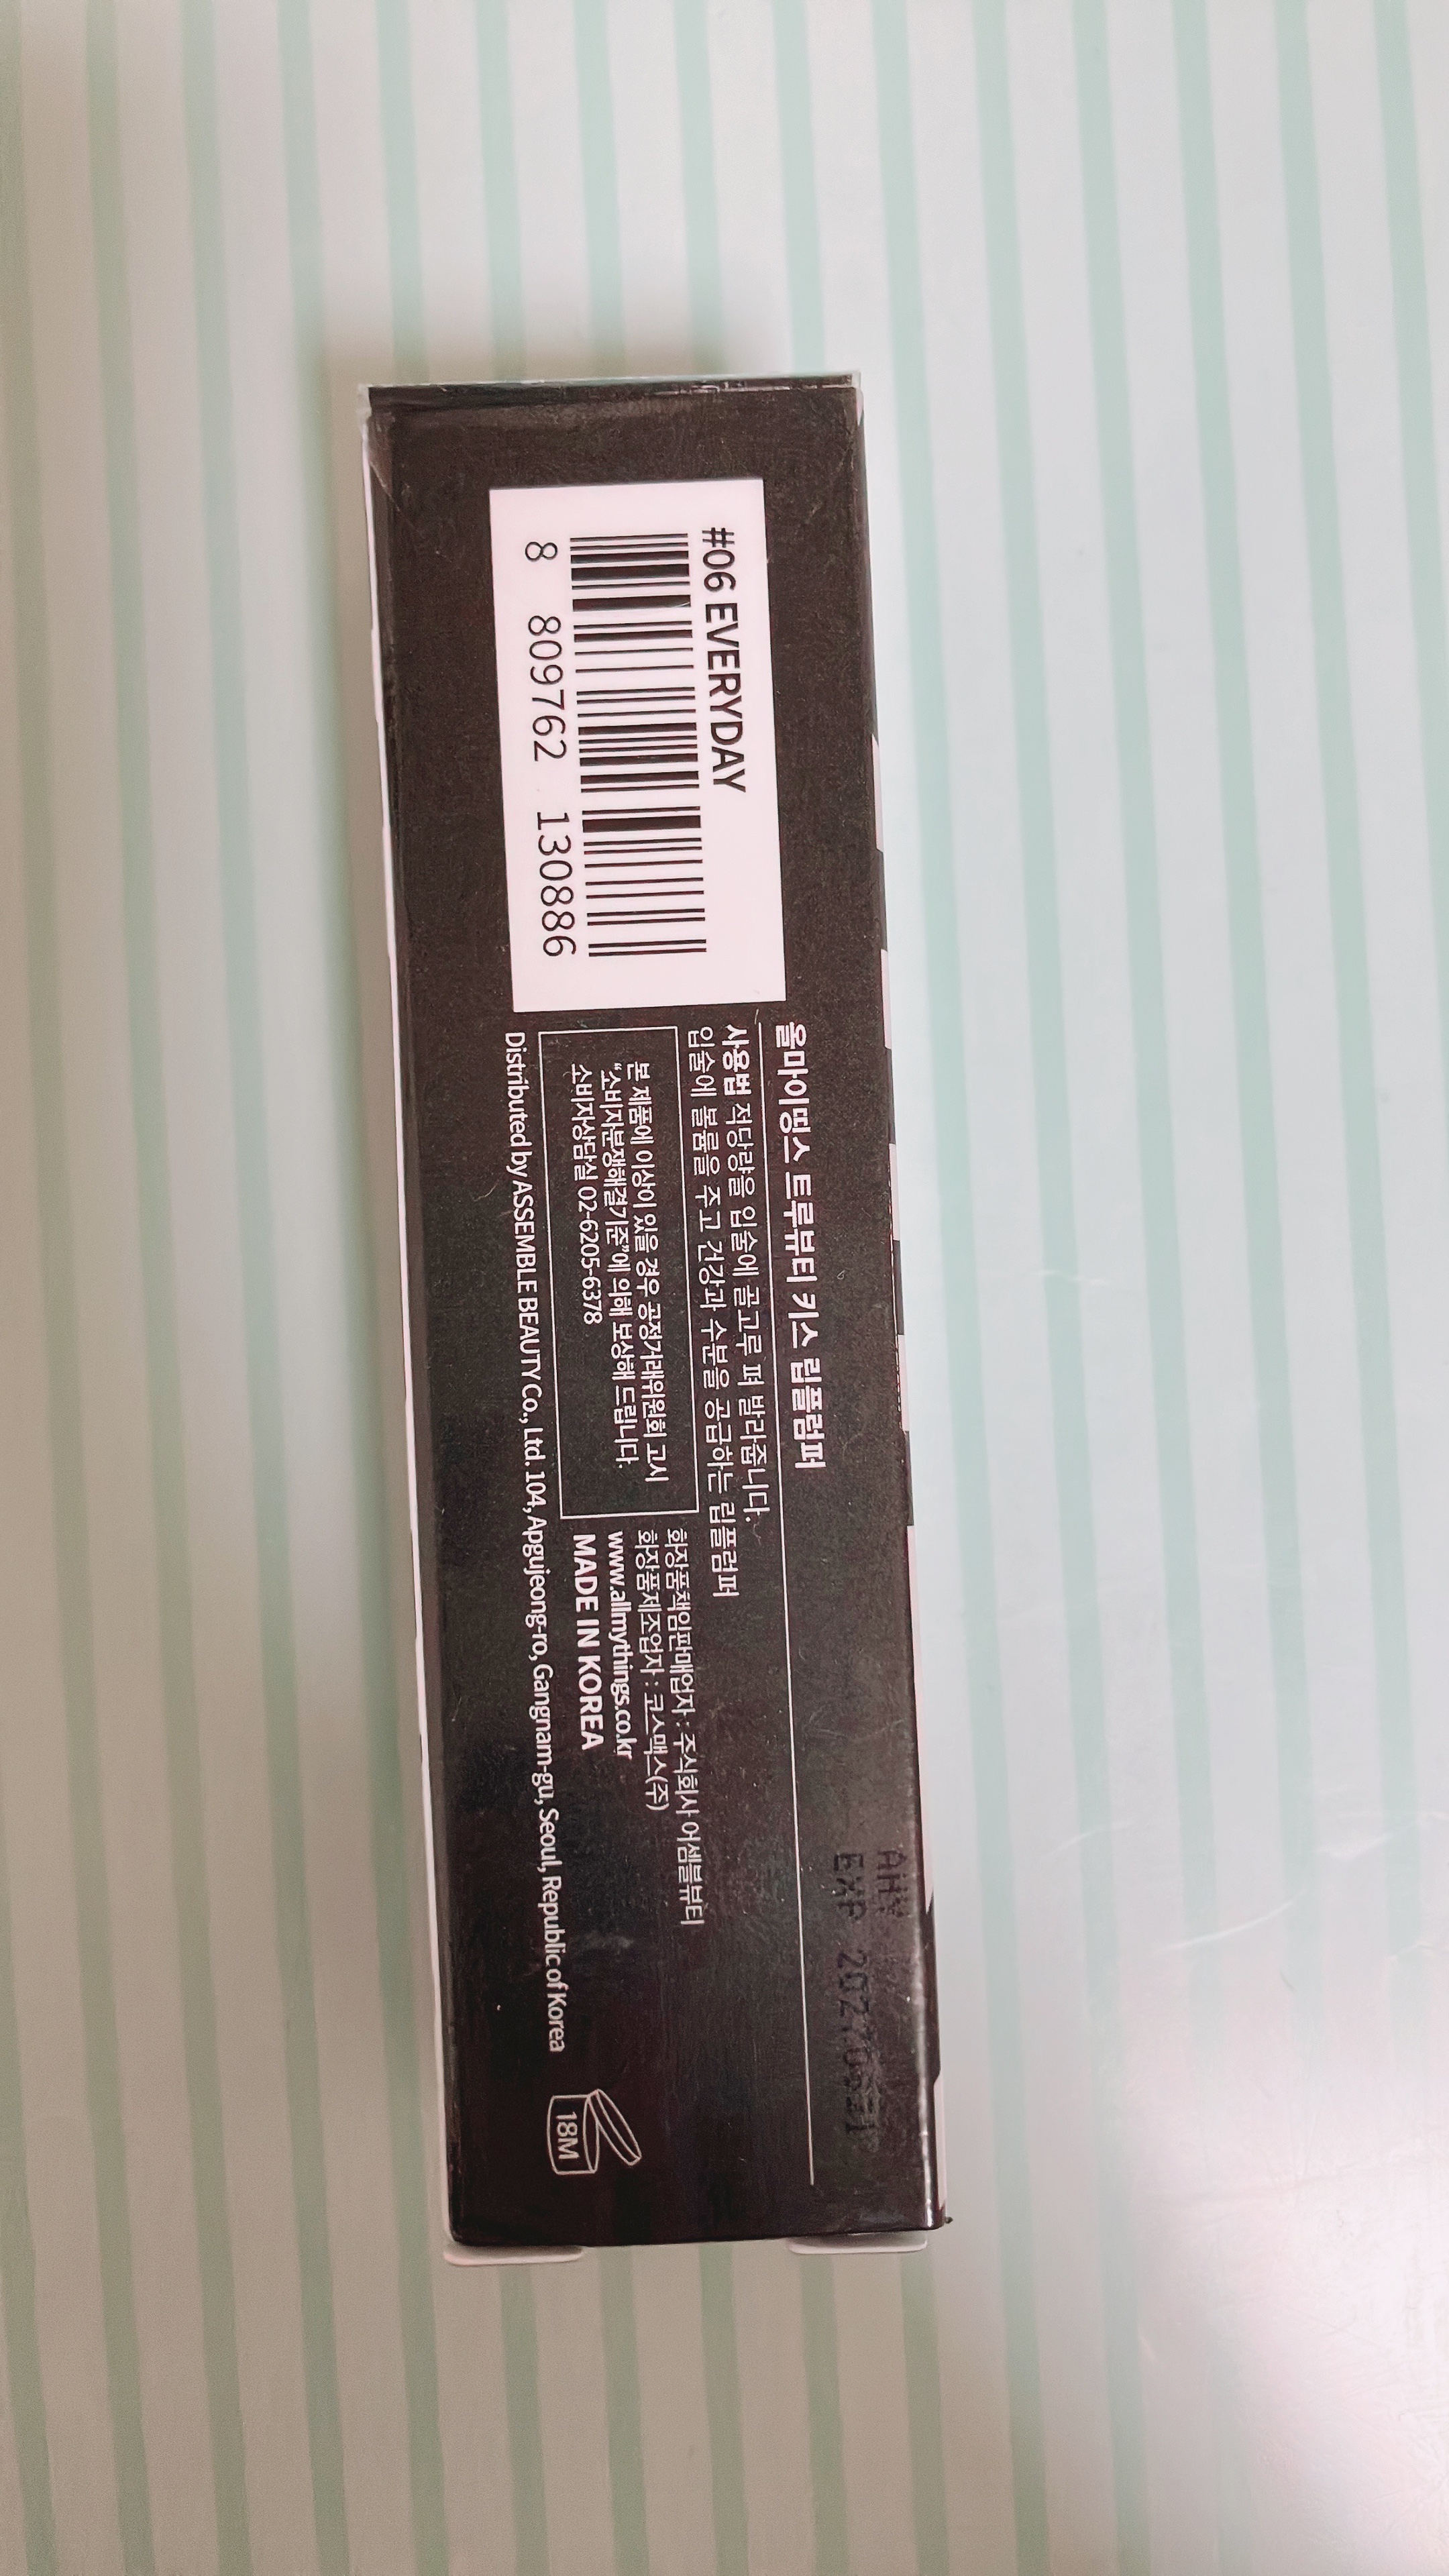 #06 EVERYDAY
8 809762 130886
올마이띵스 트루뷰티 키스 립플럼퍼
사용법 적당량을 입술에 골고루 펴 발라줍니다.
입술에 볼륨을 주고 건강과 수분을 공급하는 립플럼퍼
본 제품에 이상이 있을 경우 공정거래위원회 고시
“소비자분쟁해결기준”에 의해 보상해 드립니다.
소비자상담실 02-6205-6378
화장품책임판매업자 : 주식회사 어셈블뷰티
화장품제조업자 : 코스맥스(주)
www.allmythings.co.kr
MADE IN KOREA
Distributed by ASSEMBLE BEAUTY Co., Ltd. 104, Apgujeong-ro, Gangnam-gu, Seoul, Republic of Korea
18M
EXP